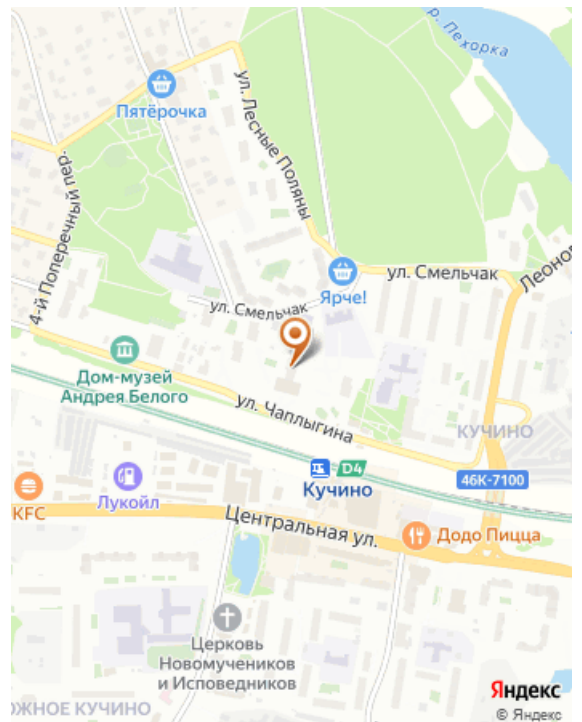 р. Пехорка
Пятёрочка
ул. Лесные Поляны
4-й Поперечный пер.
ул. Смельчак
Леонов
Ярче!
ул. Смельчак
Дом-музей
Андрея Белого
ул. Чаплыгина
КУЧИНО
D4
46К-7100
Кучино
KFC
Лукойл
Центральная ул.
Додо Пицца
Церковь
Новомучеников
и Исповедников
ОЖНОЕ КУЧИНО
Яндекс
© Яндекс